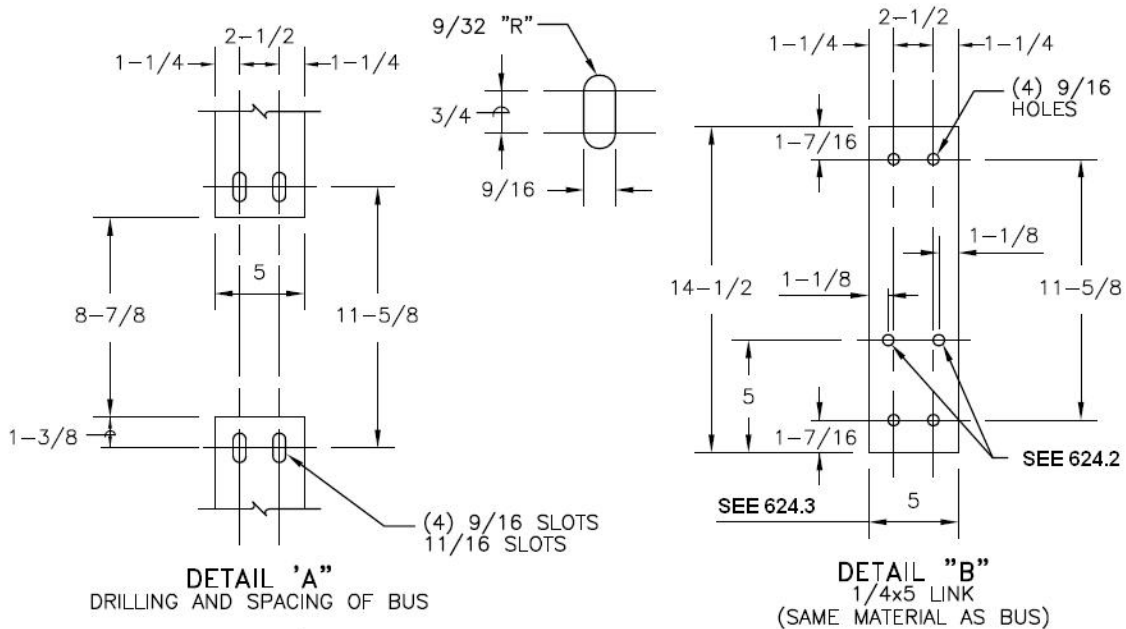 2-1/2
1-1/4
1-1/4
8-7/8
5
11-5/8
1-3/8
(4) 9/16 SLOTS
11/16 SLOTS
DETAIL 'A"
DRILLING AND SPACING OF BUS
9/32 "R"
3/4
9/16
2-1/2
1-1/4
1-1/4
(4) 9/16
HOLES
1-7/16
1-1/8
1-1/8
14-1/2
11-5/8
5
1-7/16
SEE 624.2
SEE 624.3
5
DETAIL "B"
1/4x5 LINK
(SAME MATERIAL AS BUS)